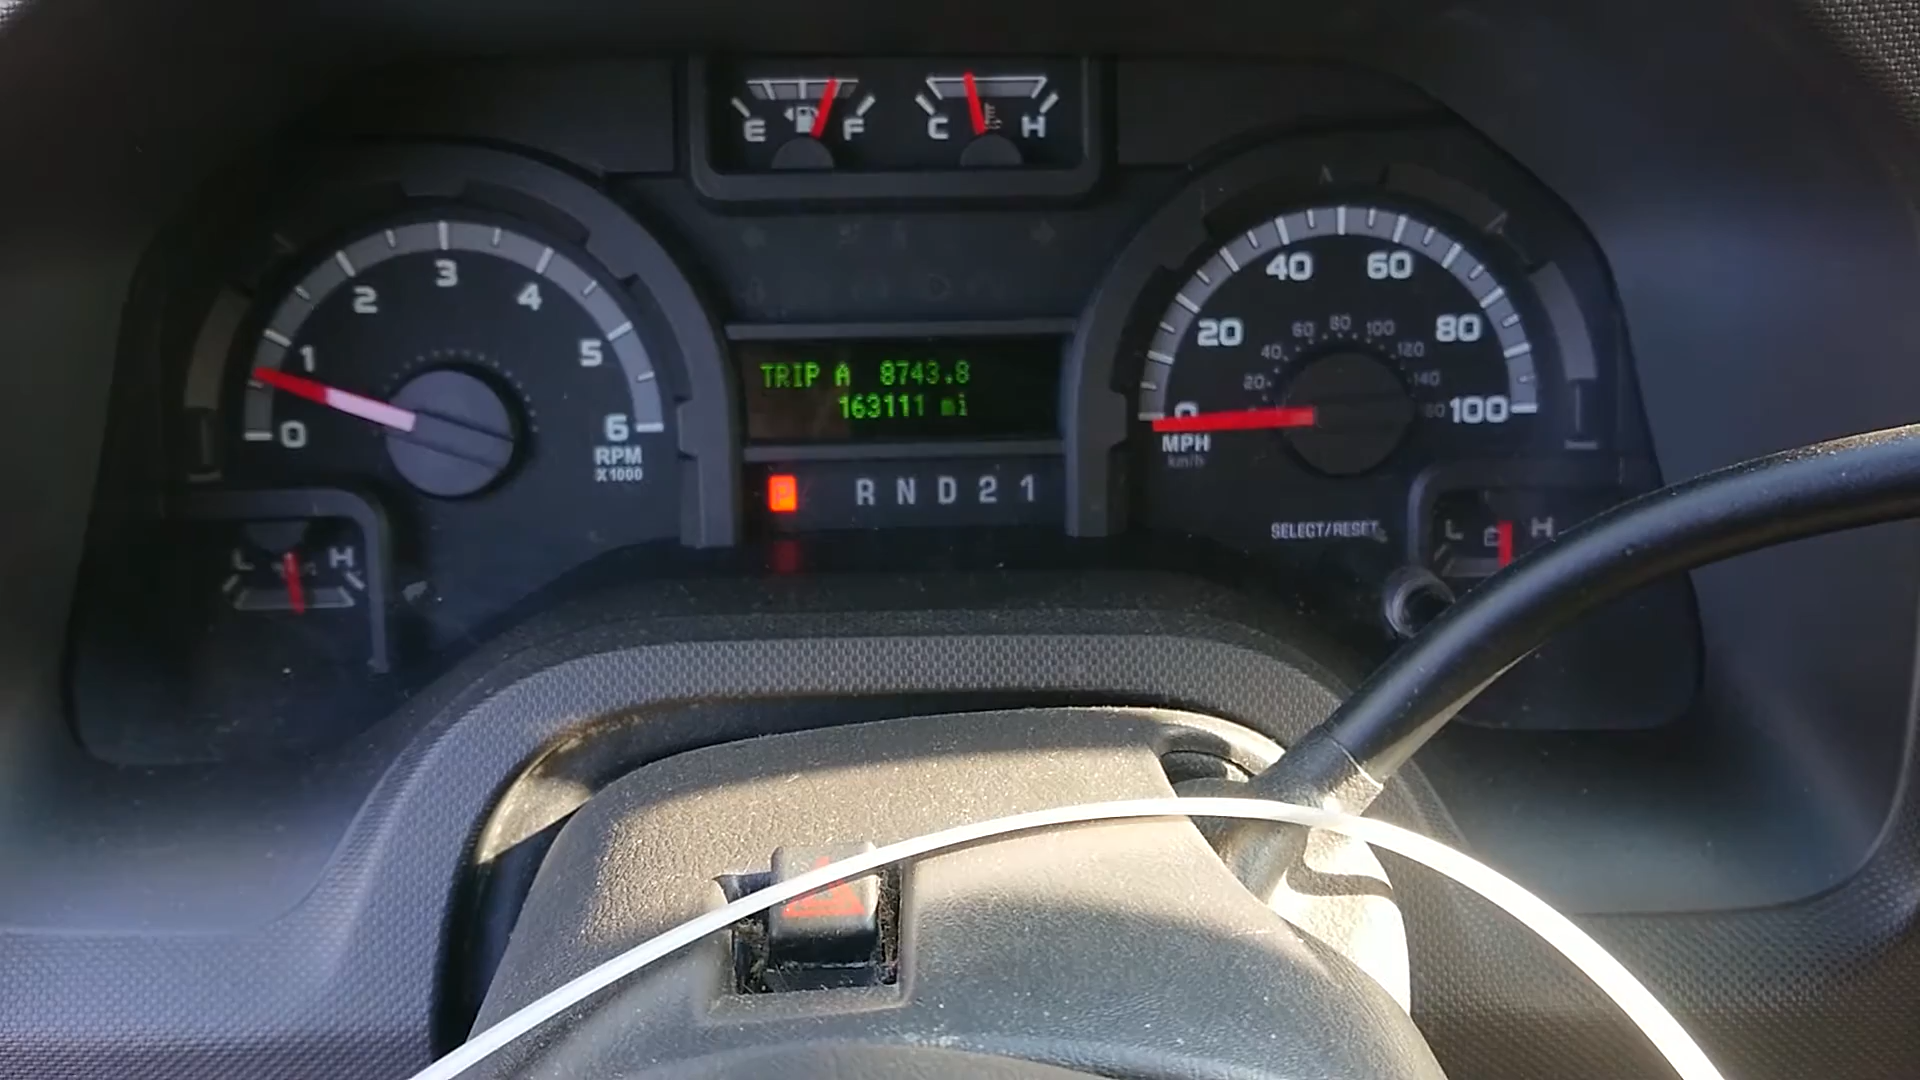 E F
C H
0 1 2 3 4 5 6
RPM
X1000
TRIP A 8743.8
163111 mi
P R N D 2 1
0 20 40 60 80 100
20 40 60 80 100 120 140
MPH
km/h
SELECT/RESET
L H
L H